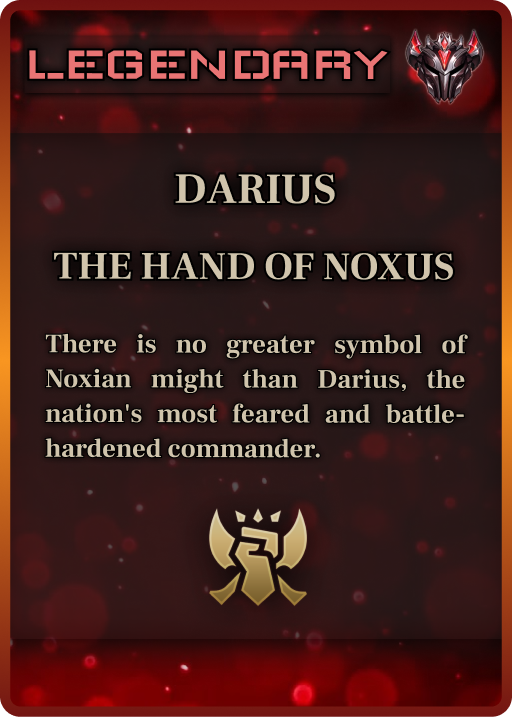 LEGENDARY
DARIUS
THE HAND OF NOXUS
There is no greater symbol of
Noxian might than Darius, the
nation's most feared and battle-
hardened commander.